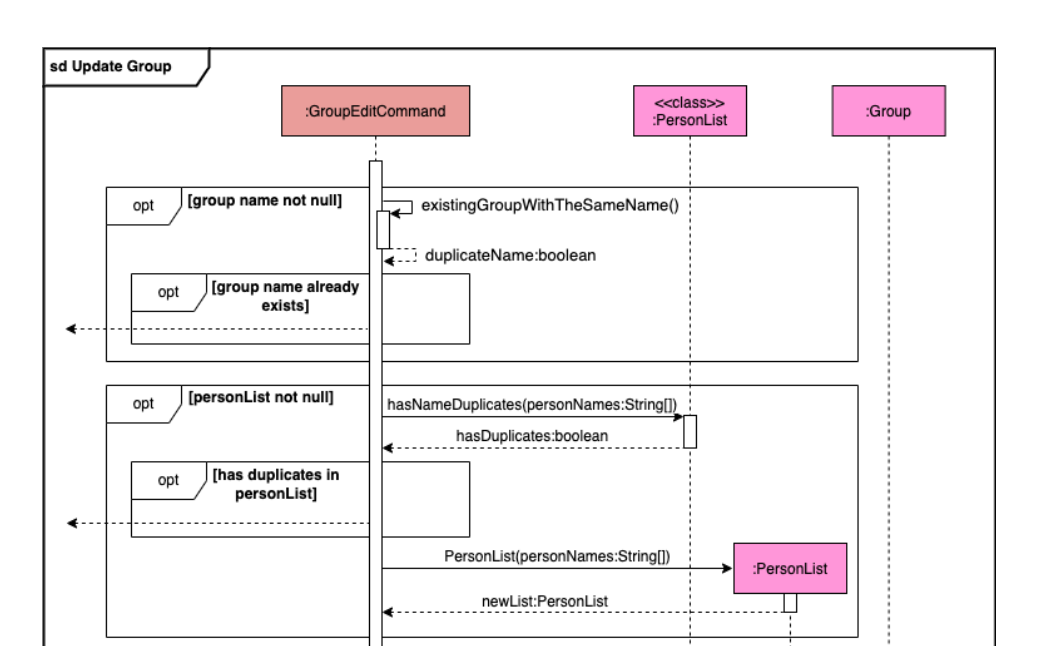 sd Update Group
:GroupEditCommand
<<class>>
:PersonList
:Group
opt
[group name not null]
existingGroupWithTheSameName()
duplicateName:boolean
opt
[group name already
exists]
opt
[personList not null]
hasNameDuplicates(personNames:String[])
hasDuplicates:boolean
opt
[has duplicates in
personList]
PersonList(personNames:String[])
:PersonList
newList:PersonList